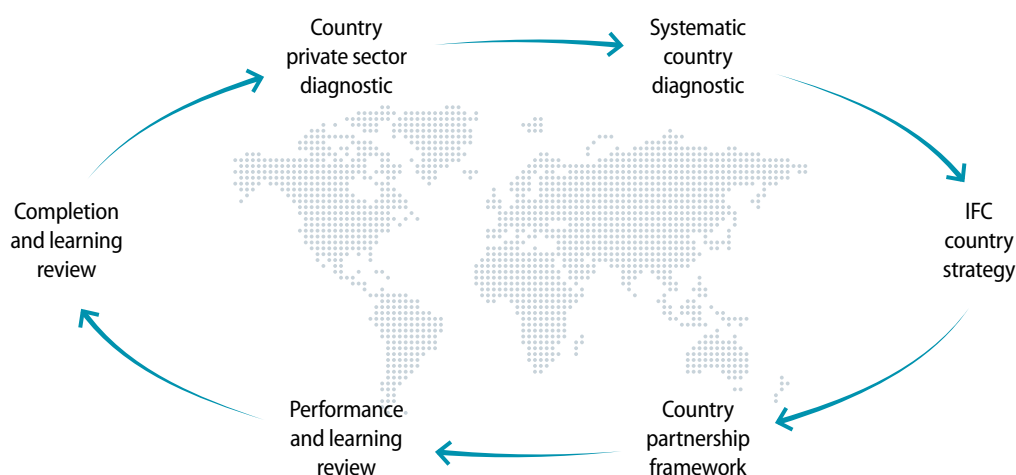 Country
private sector
diagnostic
Systematic
country
diagnostic
IFC
country
strategy
Country
partnership
framework
Performance
and learning
review
Completion
and learning
review